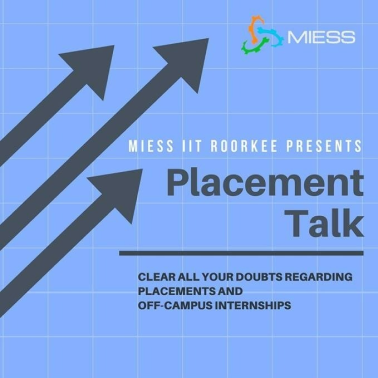 MIESS
MIESS IIT ROORKEE PRESENTS
Placement
Talk
CLEAR ALL YOUR DOUBTS REGARDING
PLACEMENTS AND
OFF-CAMPUS INTERNSHIPS